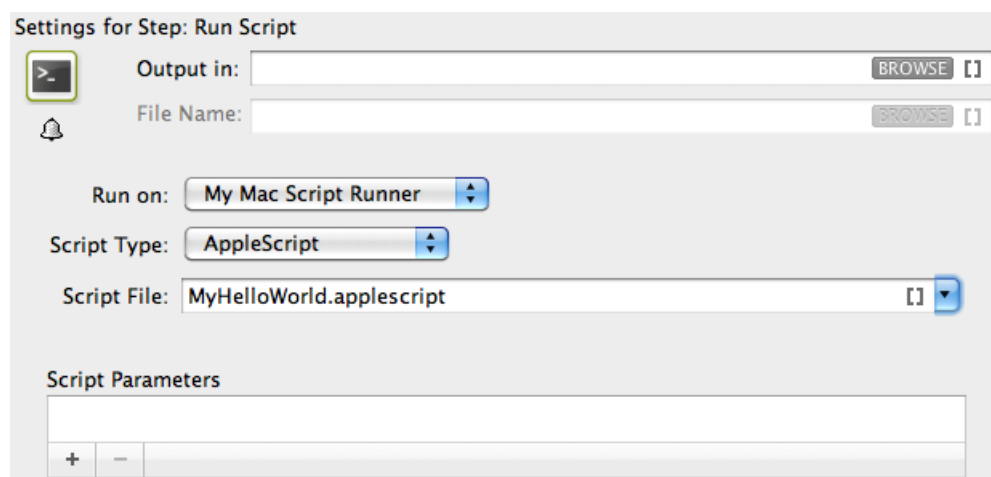 Settings for Step: Run Script
Output in: BROWSE []
File Name: BROWSE []
Run on: My Mac Script Runner
Script Type: AppleScript
Script File: MyHelloWorld.applescript []
Script Parameters
+ −